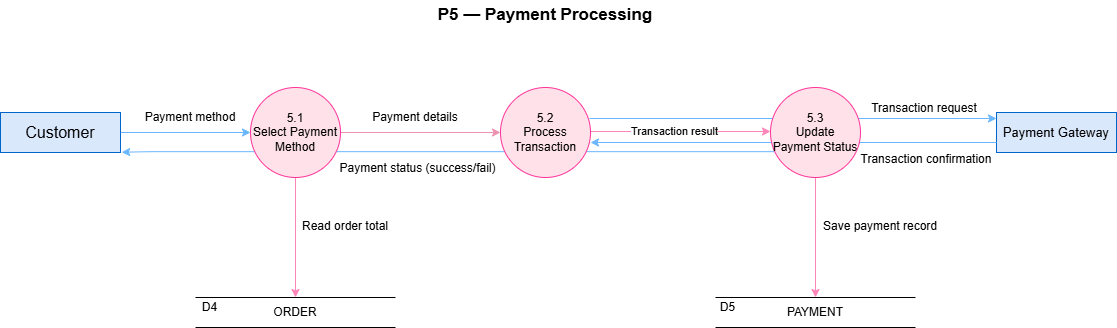 P5 — Payment Processing
Customer
Payment method
5.1
Select Payment
Method
Payment details
5.2
Process
Transaction
Transaction result
5.3
Update
Payment Status
Transaction request
Payment Gateway
Transaction confirmation
Payment status (success/fail)
Read order total
Save payment record
D4
ORDER
D5
PAYMENT